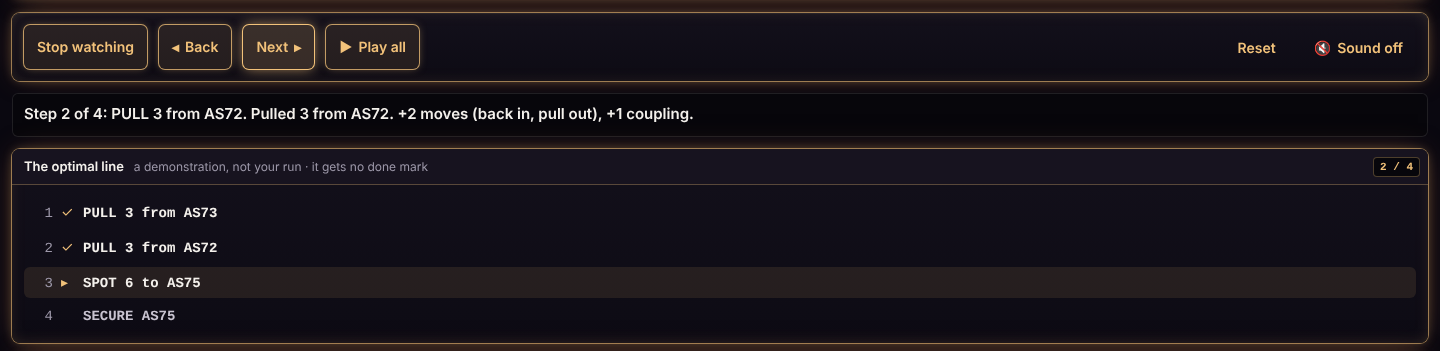 Stop watching ◂ Back Next ▸ ▶ Play all Reset 🔇 Sound off
Step 2 of 4: PULL 3 from AS72. Pulled 3 from AS72. +2 moves (back in, pull out), +1 coupling.
The optimal line a demonstration, not your run · it gets no done mark 2 / 4
1 ✓ PULL 3 from AS73
2 ✓ PULL 3 from AS72
3 ▸ SPOT 6 to AS75
4 SECURE AS75